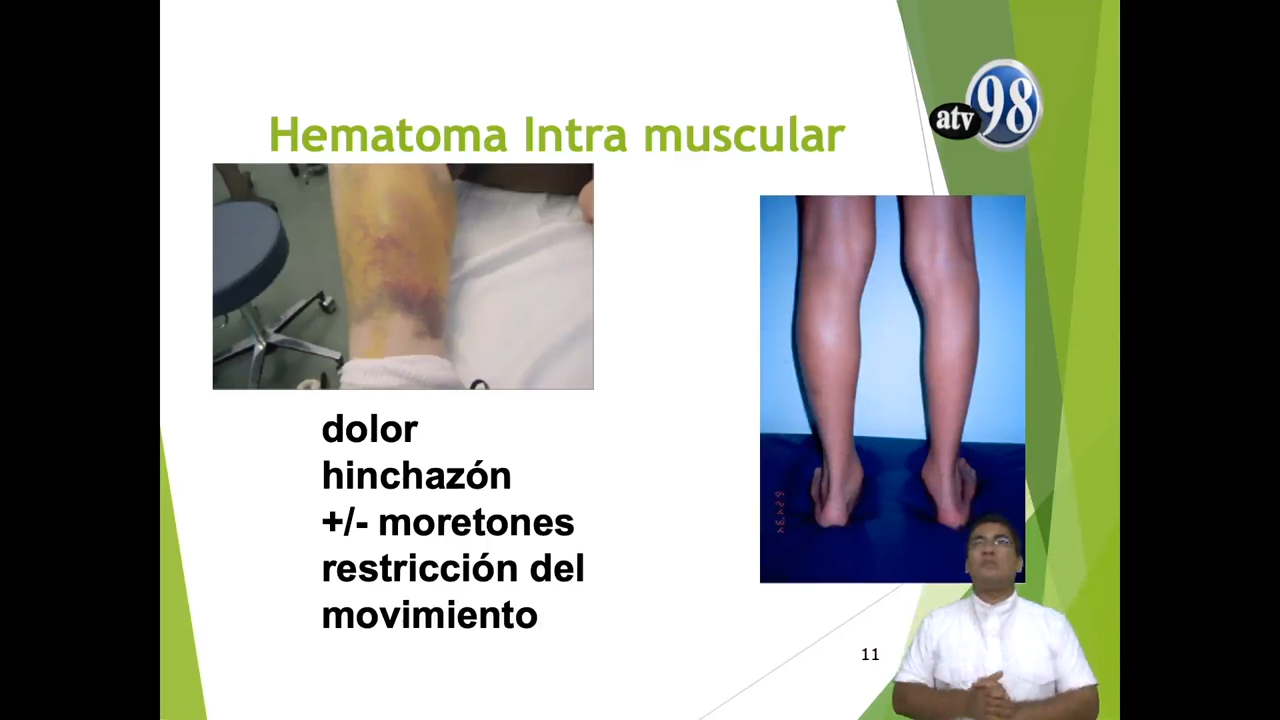 Hematoma Intra muscular
atv 98
dolor
hinchazón
+/- moretones
restricción del
movimiento
11